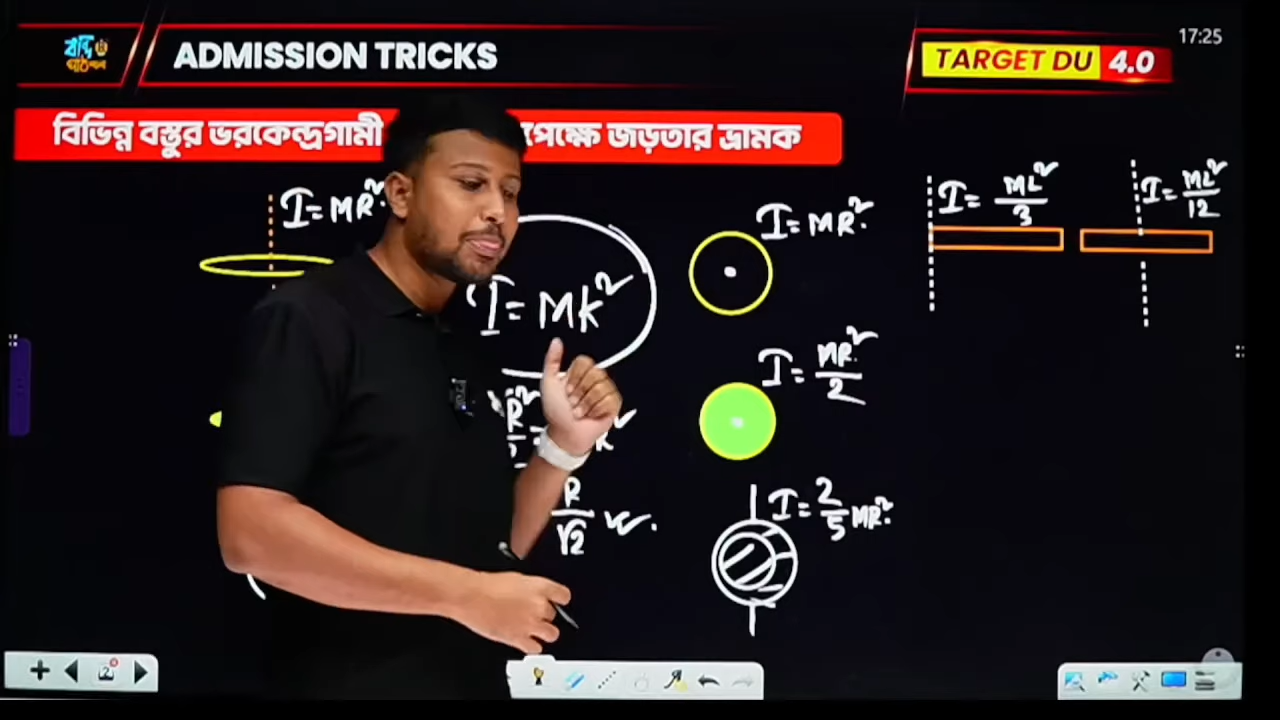 ADMISSION TRICKS
TARGET DU 4.0
17:25
বিভিন্ন বস্তুর ভরকেন্দ্রগামী পেক্ষে জড়তার ভ্রামক
I = MR²
I = MK²
R²
R
√2
I = MR²
I = MR²
2
I = 2/5 MR²
I = ML²
3
I = ML²
12